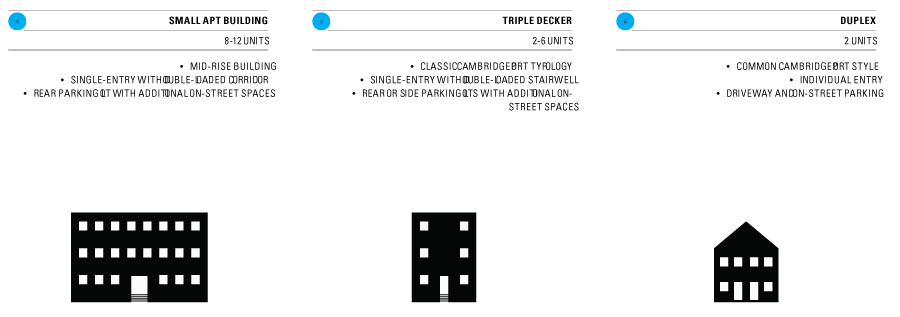 4
SMALL APT BUILDING
8-12 UNITS
• MID-RISE BUILDING
• SINGLE-ENTRY WITH DOUBLE-LOADED CORRIDOR
• REAR PARKING LOT WITH ADDITIONAL ON-STREET SPACES
5
TRIPLE DECKER
2-6 UNITS
• CLASSIC CAMBRIDGEPORT TYPOLOGY
• SINGLE-ENTRY WITH DOUBLE-LOADED STAIRWELL
• REAR OR SIDE PARKING LOTS WITH ADDITIONAL ON-
STREET SPACES
6
DUPLEX
2 UNITS
• COMMON CAMBRIDGEPORT STYLE
• INDIVIDUAL ENTRY
• DRIVEWAY AND ON-STREET PARKING